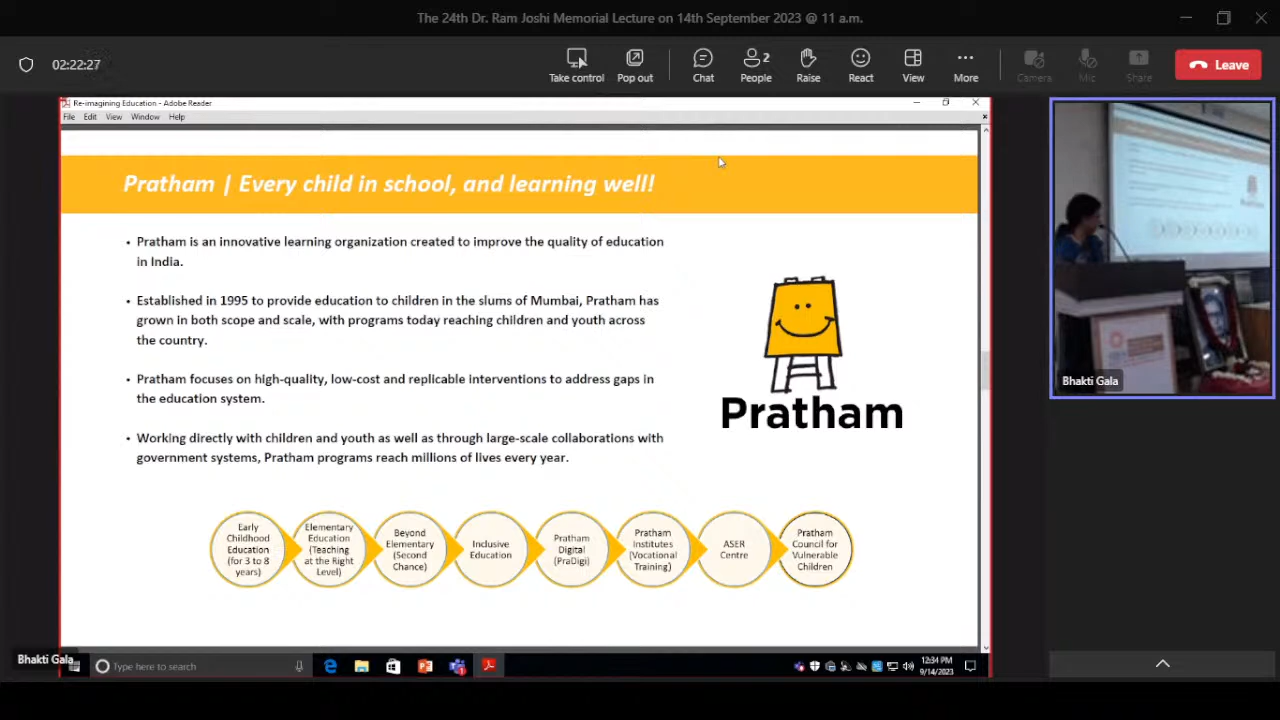 The 24th Dr. Ram Joshi Memorial Lecture on 14th September 2023 @ 11 a.m.
02:22:27
Take control
Pop out
Chat
2
People
Raise
React
View
More
Camera
Mic
Share
Leave
Re-imagining Education - Adobe Reader
File Edit View Window Help
Pratham | Every child in school, and learning well!
• Pratham is an innovative learning organization created to improve the quality of education
in India.
• Established in 1995 to provide education to children in the slums of Mumbai, Pratham has
grown in both scope and scale, with programs today reaching children and youth across
the country.
• Pratham focuses on high-quality, low-cost and replicable interventions to address gaps in
the education system.
• Working directly with children and youth as well as through large-scale collaborations with
government systems, Pratham programs reach millions of lives every year.
Pratham
Early
Childhood
Education
(for 3 to 8
years)
Elementary
Education
(Teaching
at the Right
Level)
Beyond
Elementary
(Second
Chance)
Inclusive
Education
Pratham
Digital
(PraDigi)
Pratham
Institutes
(Vocational
Training)
ASER
Centre
Pratham
Council for
Vulnerable
Children
Bhakti Gala
Bhakti Gala
Type here to search
12:34 PM
9/14/2023